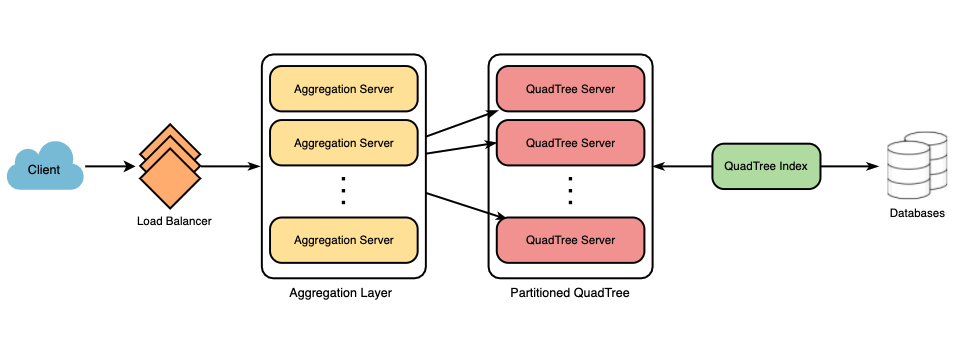 Client
Load Balancer
Aggregation Server
Aggregation Server
Aggregation Server
Aggregation Layer
QuadTree Server
QuadTree Server
QuadTree Server
Partitioned QuadTree
QuadTree Index
Databases